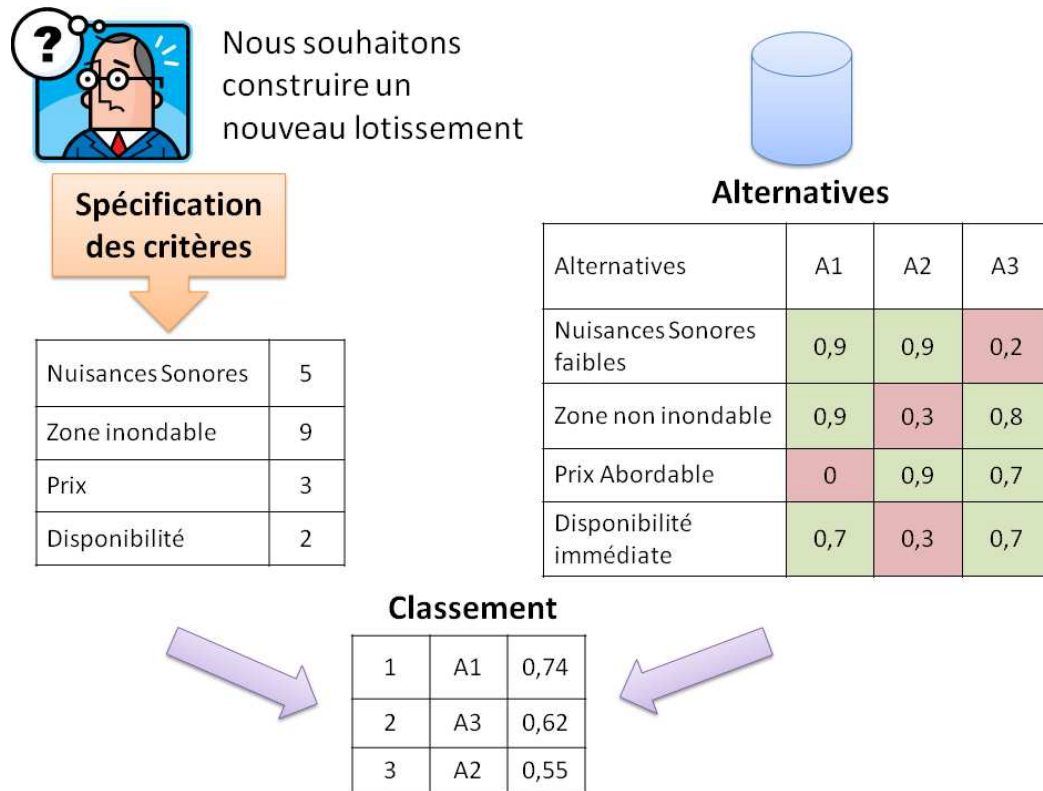 ?
Nous souhaitons
construire un
nouveau lotissement
Spécification
des critères
Nuisances Sonores 5
Zone inondable 9
Prix 3
Disponibilité 2
Alternatives
Alternatives A1 A2 A3
Nuisances Sonores
faibles 0,9 0,9 0,2
Zone non inondable 0,9 0,3 0,8
Prix Abordable 0 0,9 0,7
Disponibilité
immédiate 0,7 0,3 0,7
Classement
1 A1 0,74
2 A3 0,62
3 A2 0,55